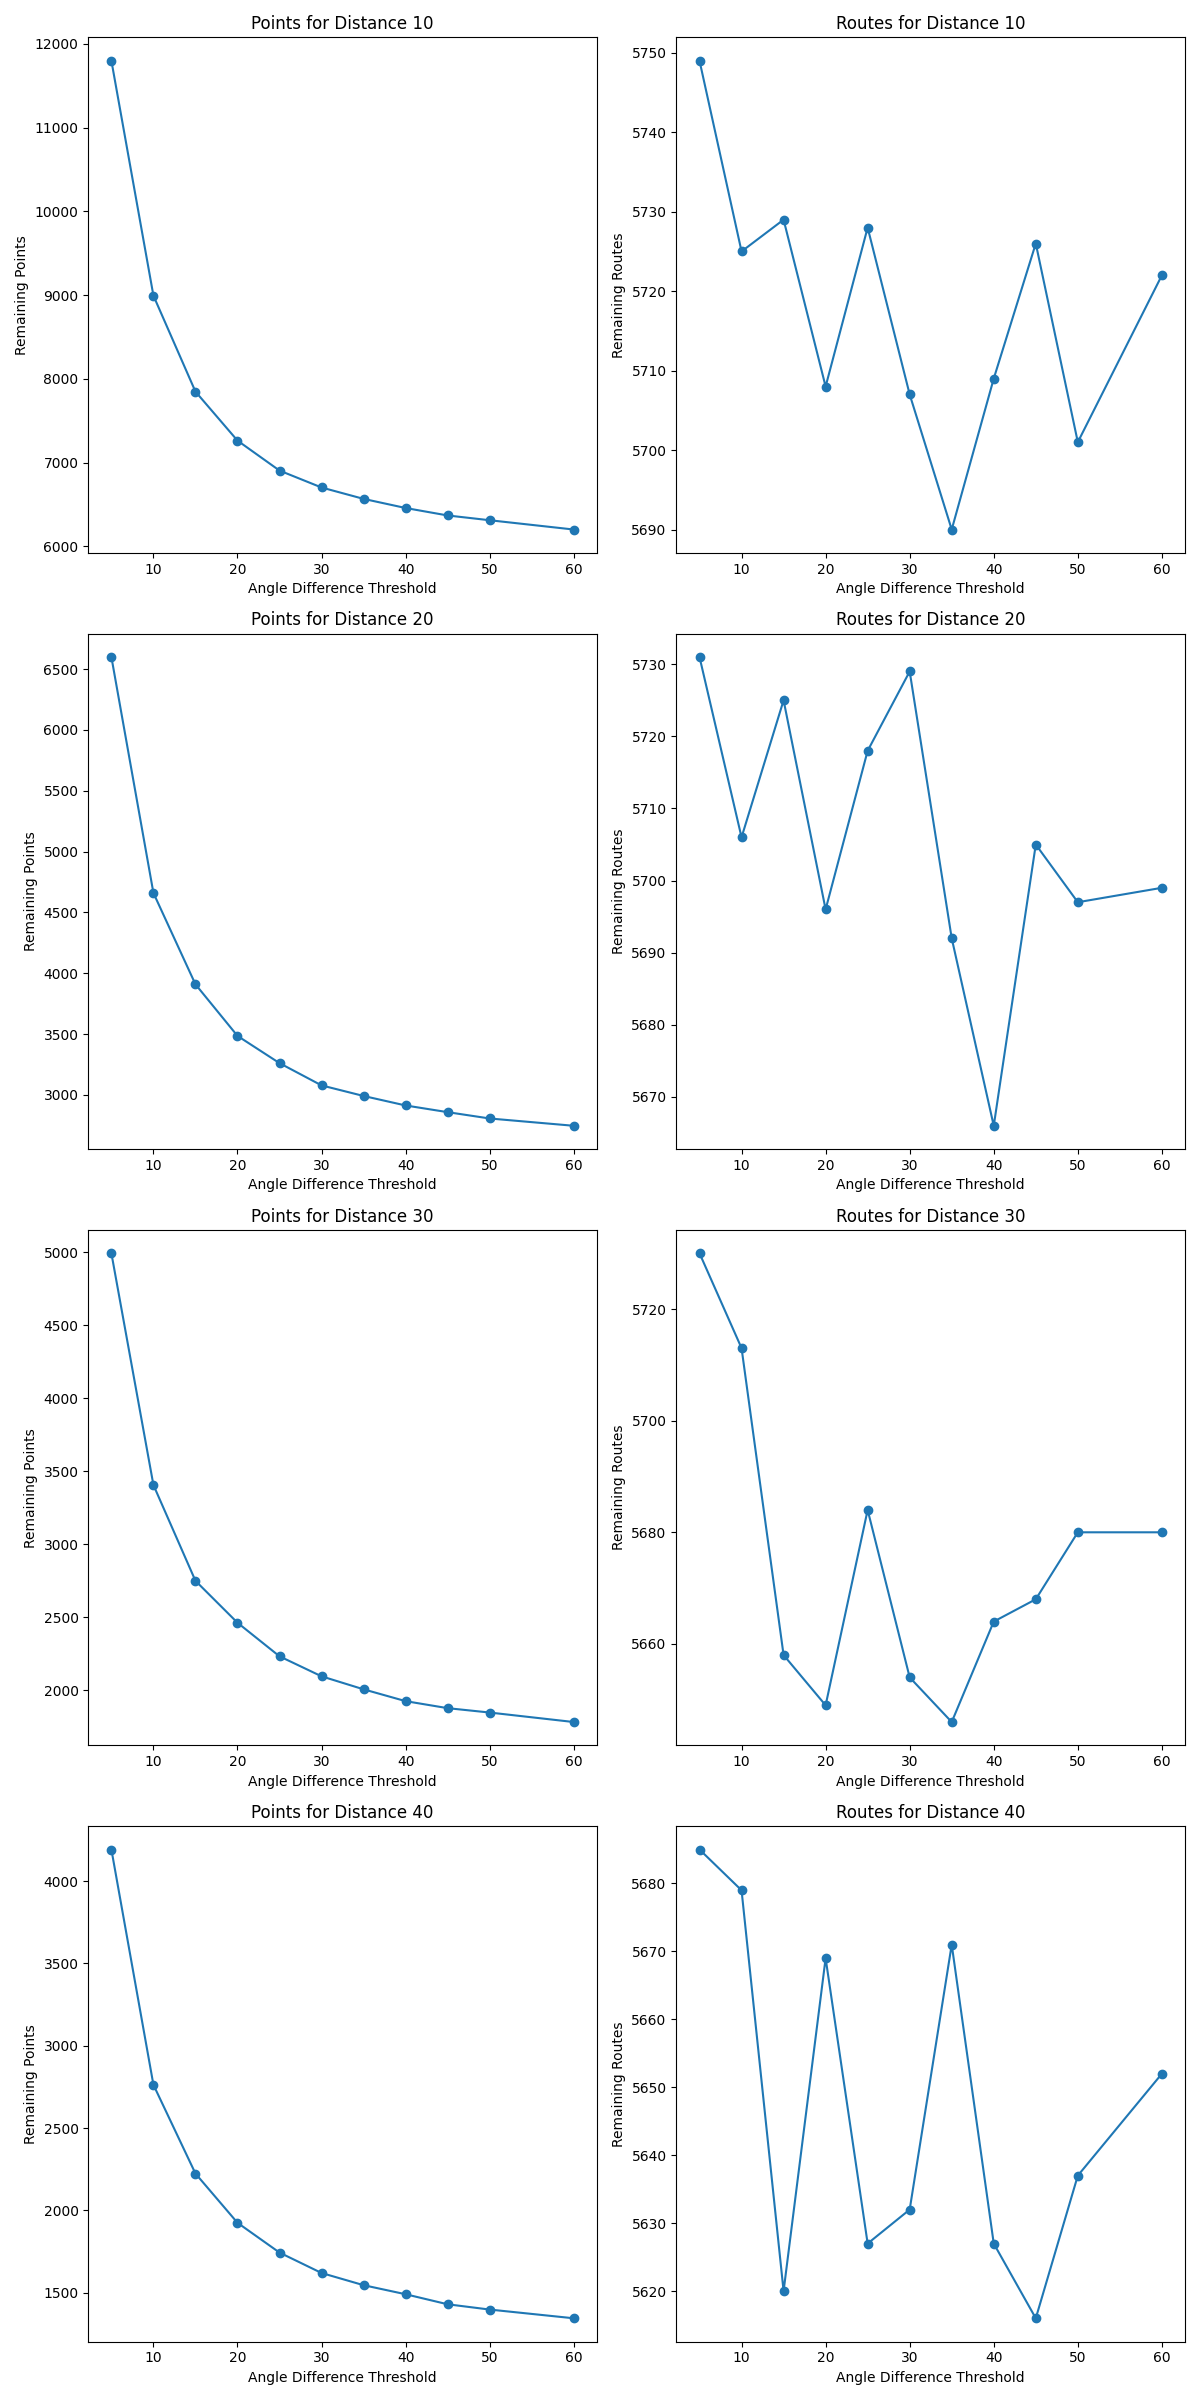 Points for Distance 10
Remaining Points
12000
11000
10000
9000
8000
7000
6000
10 20 30 40 50 60
Angle Difference Threshold
Routes for Distance 10
Remaining Routes
5750
5740
5730
5720
5710
5700
5690
10 20 30 40 50 60
Angle Difference Threshold
Points for Distance 20
Remaining Points
6500
6000
5500
5000
4500
4000
3500
3000
10 20 30 40 50 60
Angle Difference Threshold
Routes for Distance 20
Remaining Routes
5730
5720
5710
5700
5690
5680
5670
10 20 30 40 50 60
Angle Difference Threshold
Points for Distance 30
Remaining Points
5000
4500
4000
3500
3000
2500
2000
10 20 30 40 50 60
Angle Difference Threshold
Routes for Distance 30
Remaining Routes
5720
5700
5680
5660
10 20 30 40 50 60
Angle Difference Threshold
Points for Distance 40
Remaining Points
4000
3500
3000
2500
2000
1500
10 20 30 40 50 60
Angle Difference Threshold
Routes for Distance 40
Remaining Routes
5680
5670
5660
5650
5640
5630
5620
10 20 30 40 50 60
Angle Difference Threshold